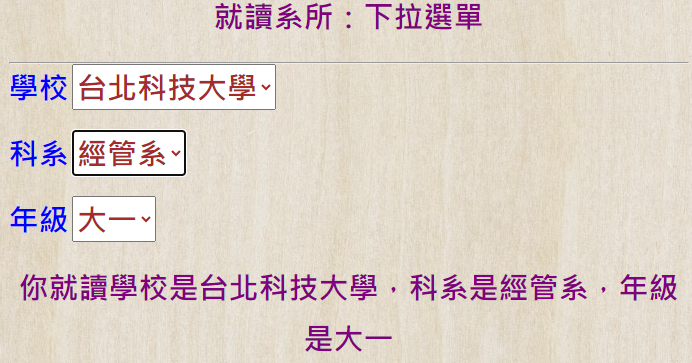 就讀系所：下拉選單
學校 台北科技大學
科系 經管系
年級 大一
你就讀學校是台北科技大學，科系是經管系，年級
是大一